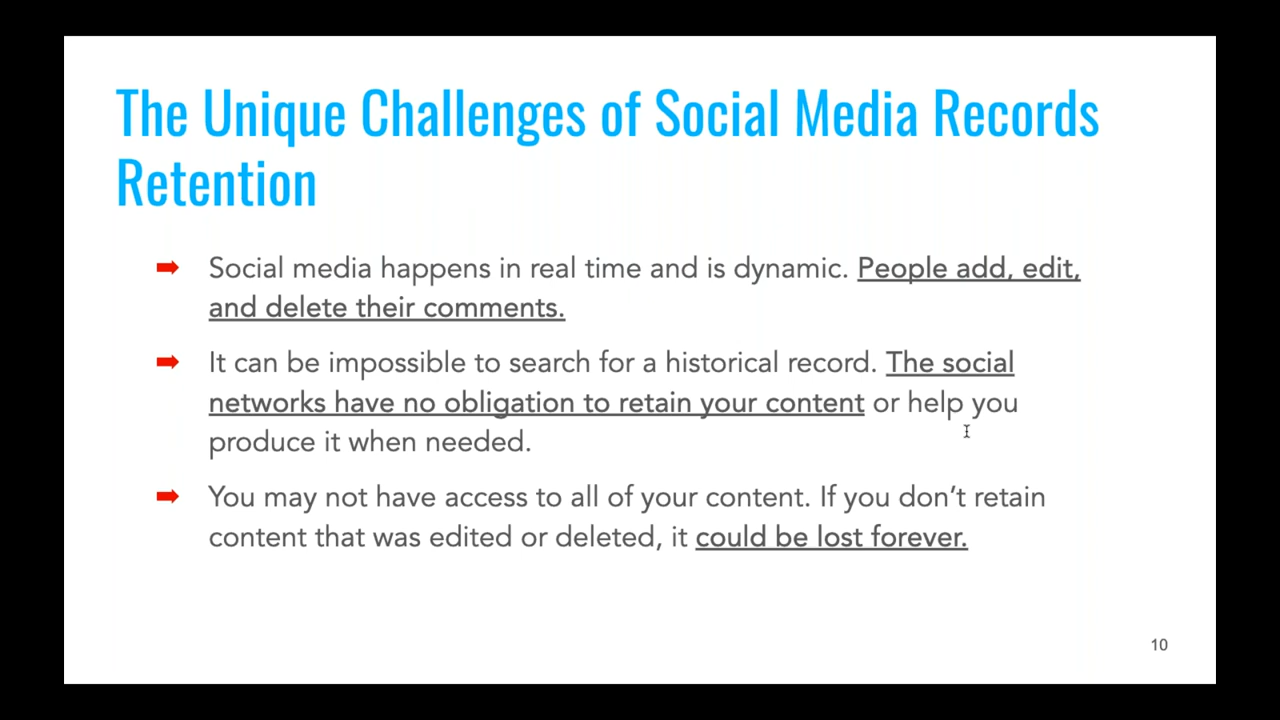 The Unique Challenges of Social Media Records
Retention
Social media happens in real time and is dynamic. People add, edit,
and delete their comments.
It can be impossible to search for a historical record. The social
networks have no obligation to retain your content or help you
produce it when needed.
You may not have access to all of your content. If you don’t retain
content that was edited or deleted, it could be lost forever.
10